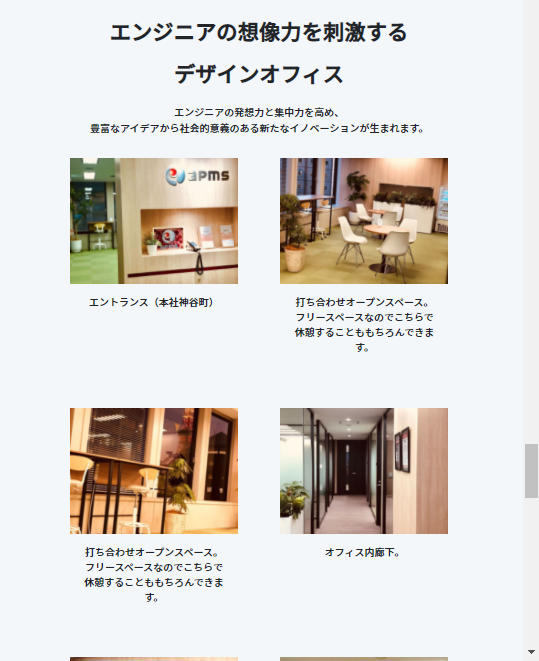 エンジニアの想像力を刺激する
デザインオフィス
エンジニアの発想力と集中力を高め、
豊富なアイデアから社会的意義のある新たなイノベーションが生まれます。
PMS
エントランス（本社神谷町）
打ち合わせオープンスペース。
フリースペースなのでこちらで
休憩することももちろんできま
す。
打ち合わせオープンスペース。
フリースペースなのでこちらで
休憩することももちろんできま
す。
オフィス内廊下。